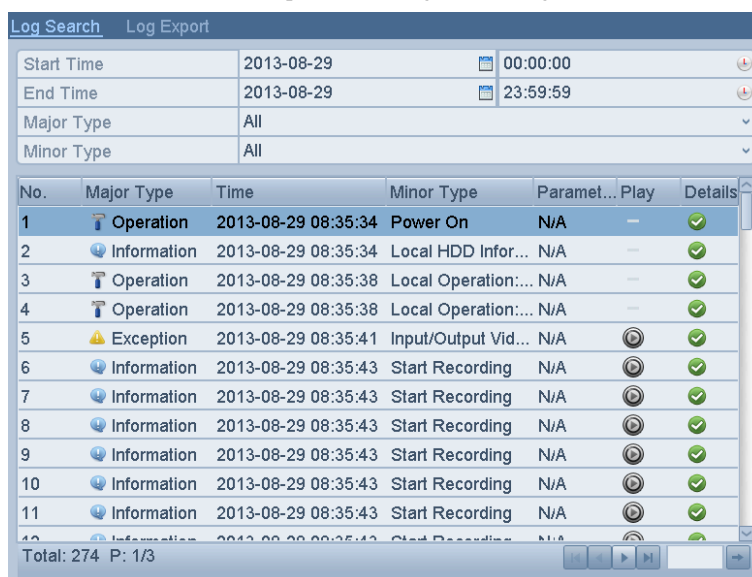 Log Search Log Export
Start Time 2013-08-29 00:00:00
End Time 2013-08-29 23:59:59
Major Type All
Minor Type All
No. Major Type Time Minor Type Paramet... Play Details
1 Operation 2013-08-29 08:35:34 Power On N/A —
2 Information 2013-08-29 08:35:34 Local HDD Infor... N/A —
3 Operation 2013-08-29 08:35:38 Local Operation:... N/A —
4 Operation 2013-08-29 08:35:38 Local Operation:... N/A —
5 Exception 2013-08-29 08:35:41 Input/Output Vid... N/A
6 Information 2013-08-29 08:35:43 Start Recording N/A
7 Information 2013-08-29 08:35:43 Start Recording N/A
8 Information 2013-08-29 08:35:43 Start Recording N/A
9 Information 2013-08-29 08:35:43 Start Recording N/A
10 Information 2013-08-29 08:35:43 Start Recording N/A
11 Information 2013-08-29 08:35:43 Start Recording N/A
Total: 274 P: 1/3